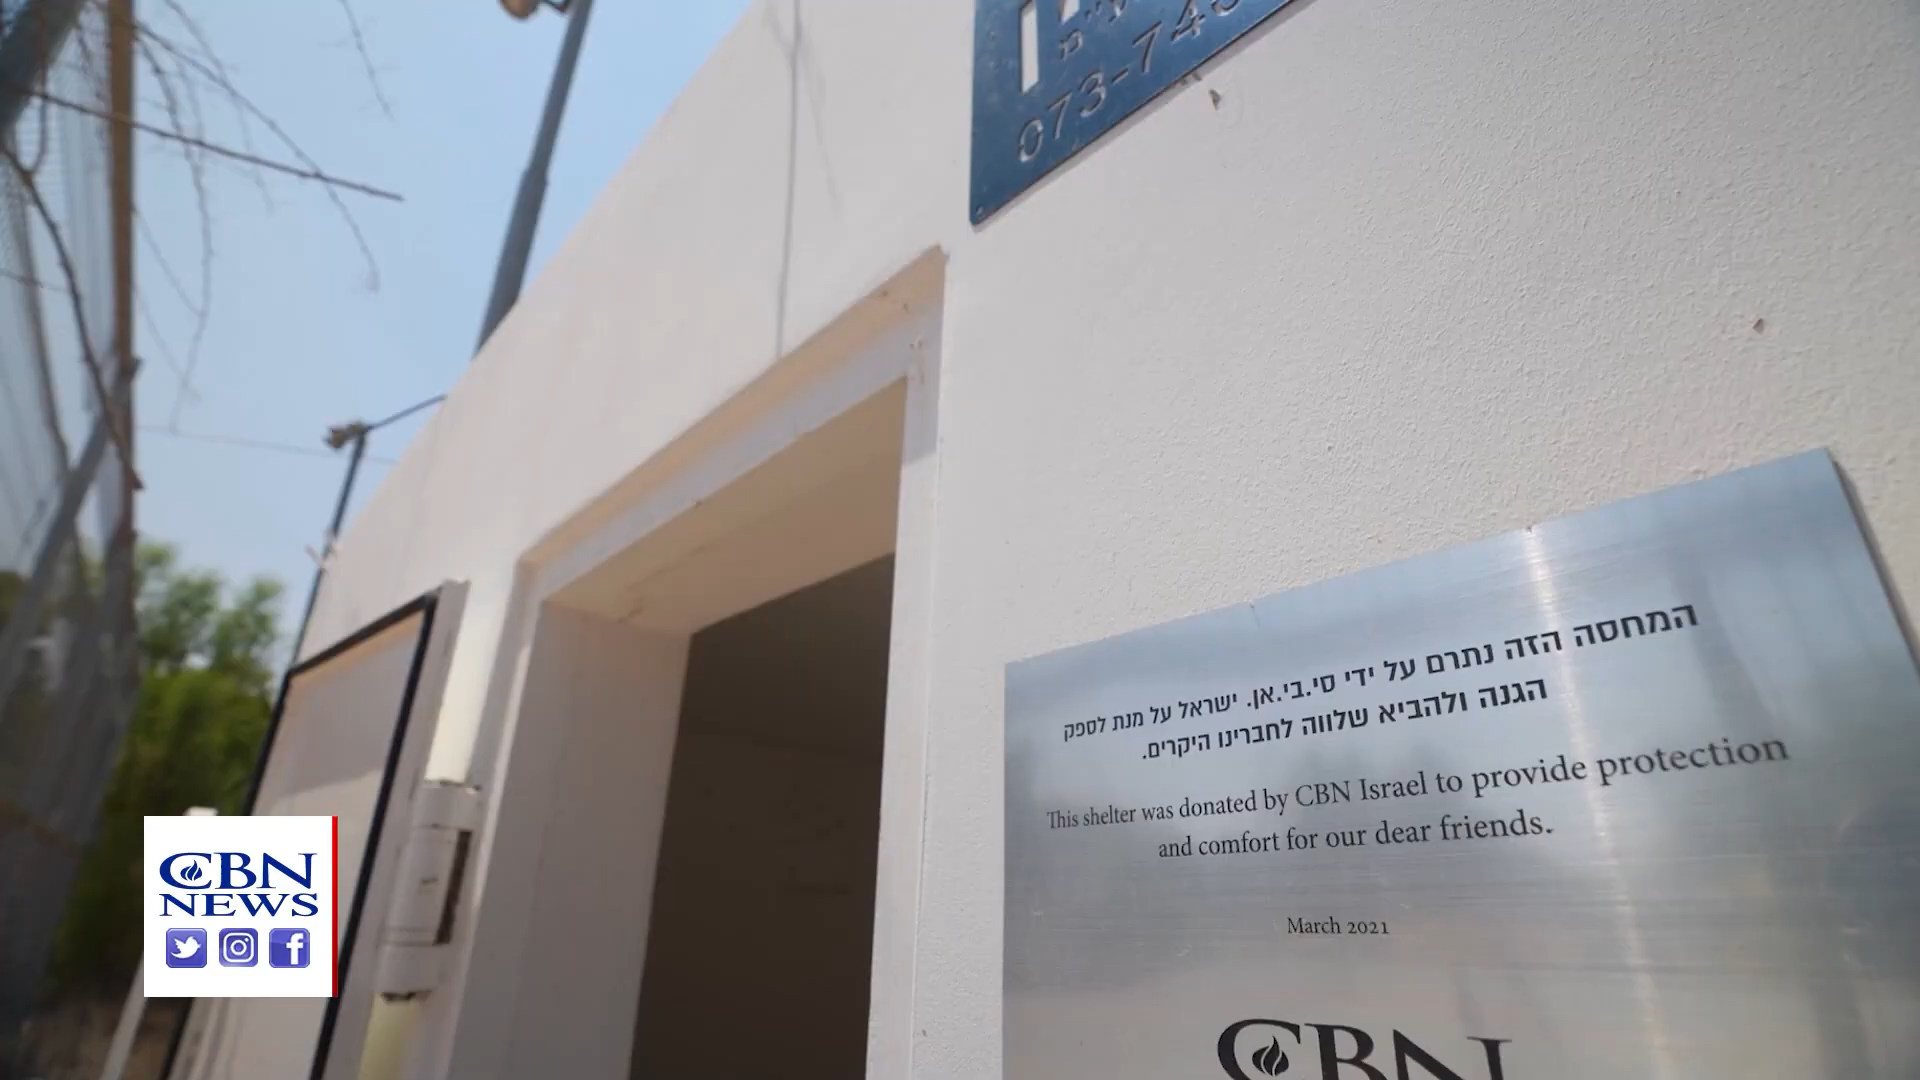 073-745
המחסה הזה נתרם על ידי סי.בי.אן. ישראל על מנת לספק
הגנה ולהביא שלווה לחברינו היקרים.
This shelter was donated by CBN Israel to provide protection
and comfort for our dear friends.
March 2021
CBN
CBN
NEWS